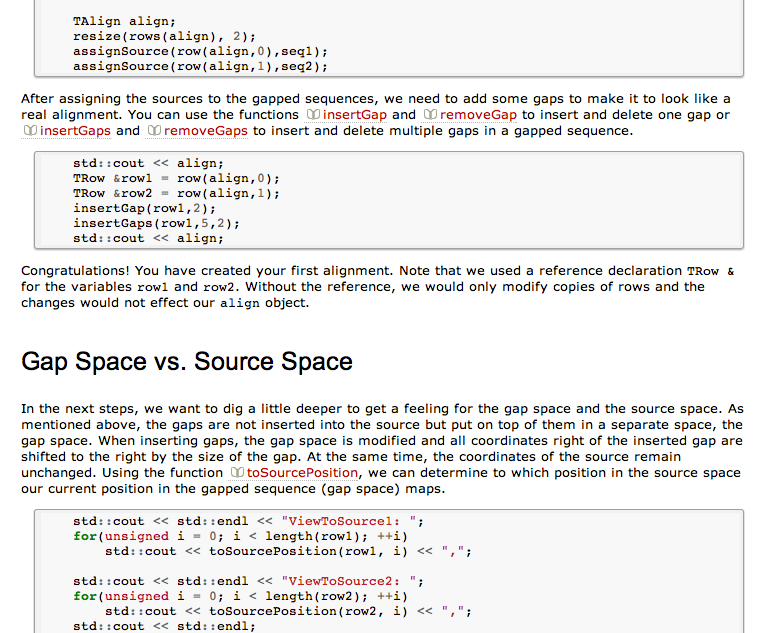 TAlign align;
resize(rows(align), 2);
assignSource(row(align,0),seq1);
assignSource(row(align,1),seq2);
After assigning the sources to the gapped sequences, we need to add some gaps to make it to look like a
real alignment. You can use the functions insertGap and removeGap to insert and delete one gap or
insertGaps and removeGaps to insert and delete multiple gaps in a gapped sequence.
std::cout << align;
TRow &row1 = row(align,0);
TRow &row2 = row(align,1);
insertGap(row1,2);
insertGaps(row1,5,2);
std::cout << align;
Congratulations! You have created your first alignment. Note that we used a reference declaration TRow &
for the variables row1 and row2. Without the reference, we would only modify copies of rows and the
changes would not effect our align object.
Gap Space vs. Source Space
In the next steps, we want to dig a little deeper to get a feeling for the gap space and the source space. As
mentioned above, the gaps are not inserted into the source but put on top of them in a separate space, the
gap space. When inserting gaps, the gap space is modified and all coordinates right of the inserted gap are
shifted to the right by the size of the gap. At the same time, the coordinates of the source remain
unchanged. Using the function toSourcePosition, we can determine to which position in the source space
our current position in the gapped sequence (gap space) maps.
std::cout << std::endl << "ViewToSource1: ";
for(unsigned i = 0; i < length(row1); ++i)
std::cout << toSourcePosition(row1, i) << ",";
std::cout << std::endl << "ViewToSource2: ";
for(unsigned i = 0; i < length(row2); ++i)
std::cout << toSourcePosition(row2, i) << ",";
std::cout << std::endl;